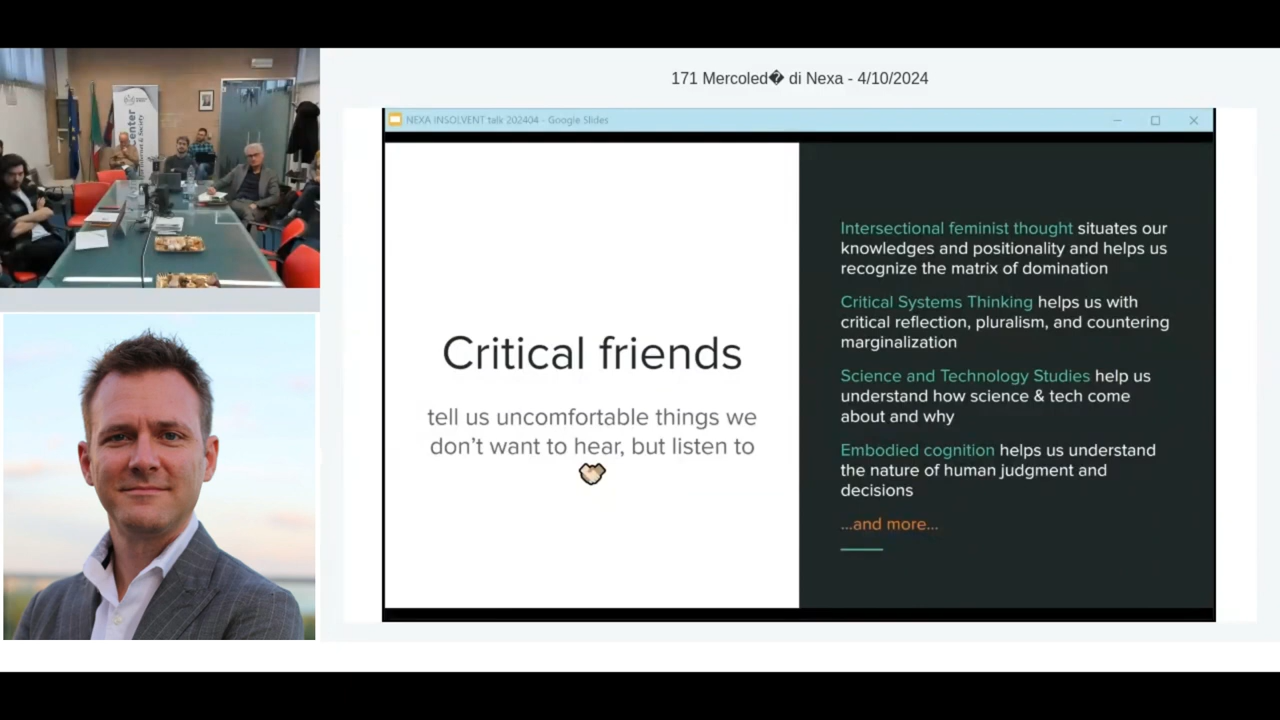 171 Mercoled� di Nexa - 4/10/2024
NEXA INSOLVENT talk 202404 - Google Slides
Critical friends
tell us uncomfortable things we
don't want to hear, but listen to
Intersectional feminist thought situates our
knowledges and positionality and helps us
recognize the matrix of domination
Critical Systems Thinking helps us with
critical reflection, pluralism, and countering
marginalization
Science and Technology Studies help us
understand how science & tech come
about and why
Embodied cognition helps us understand
the nature of human judgment and
decisions
...and more...